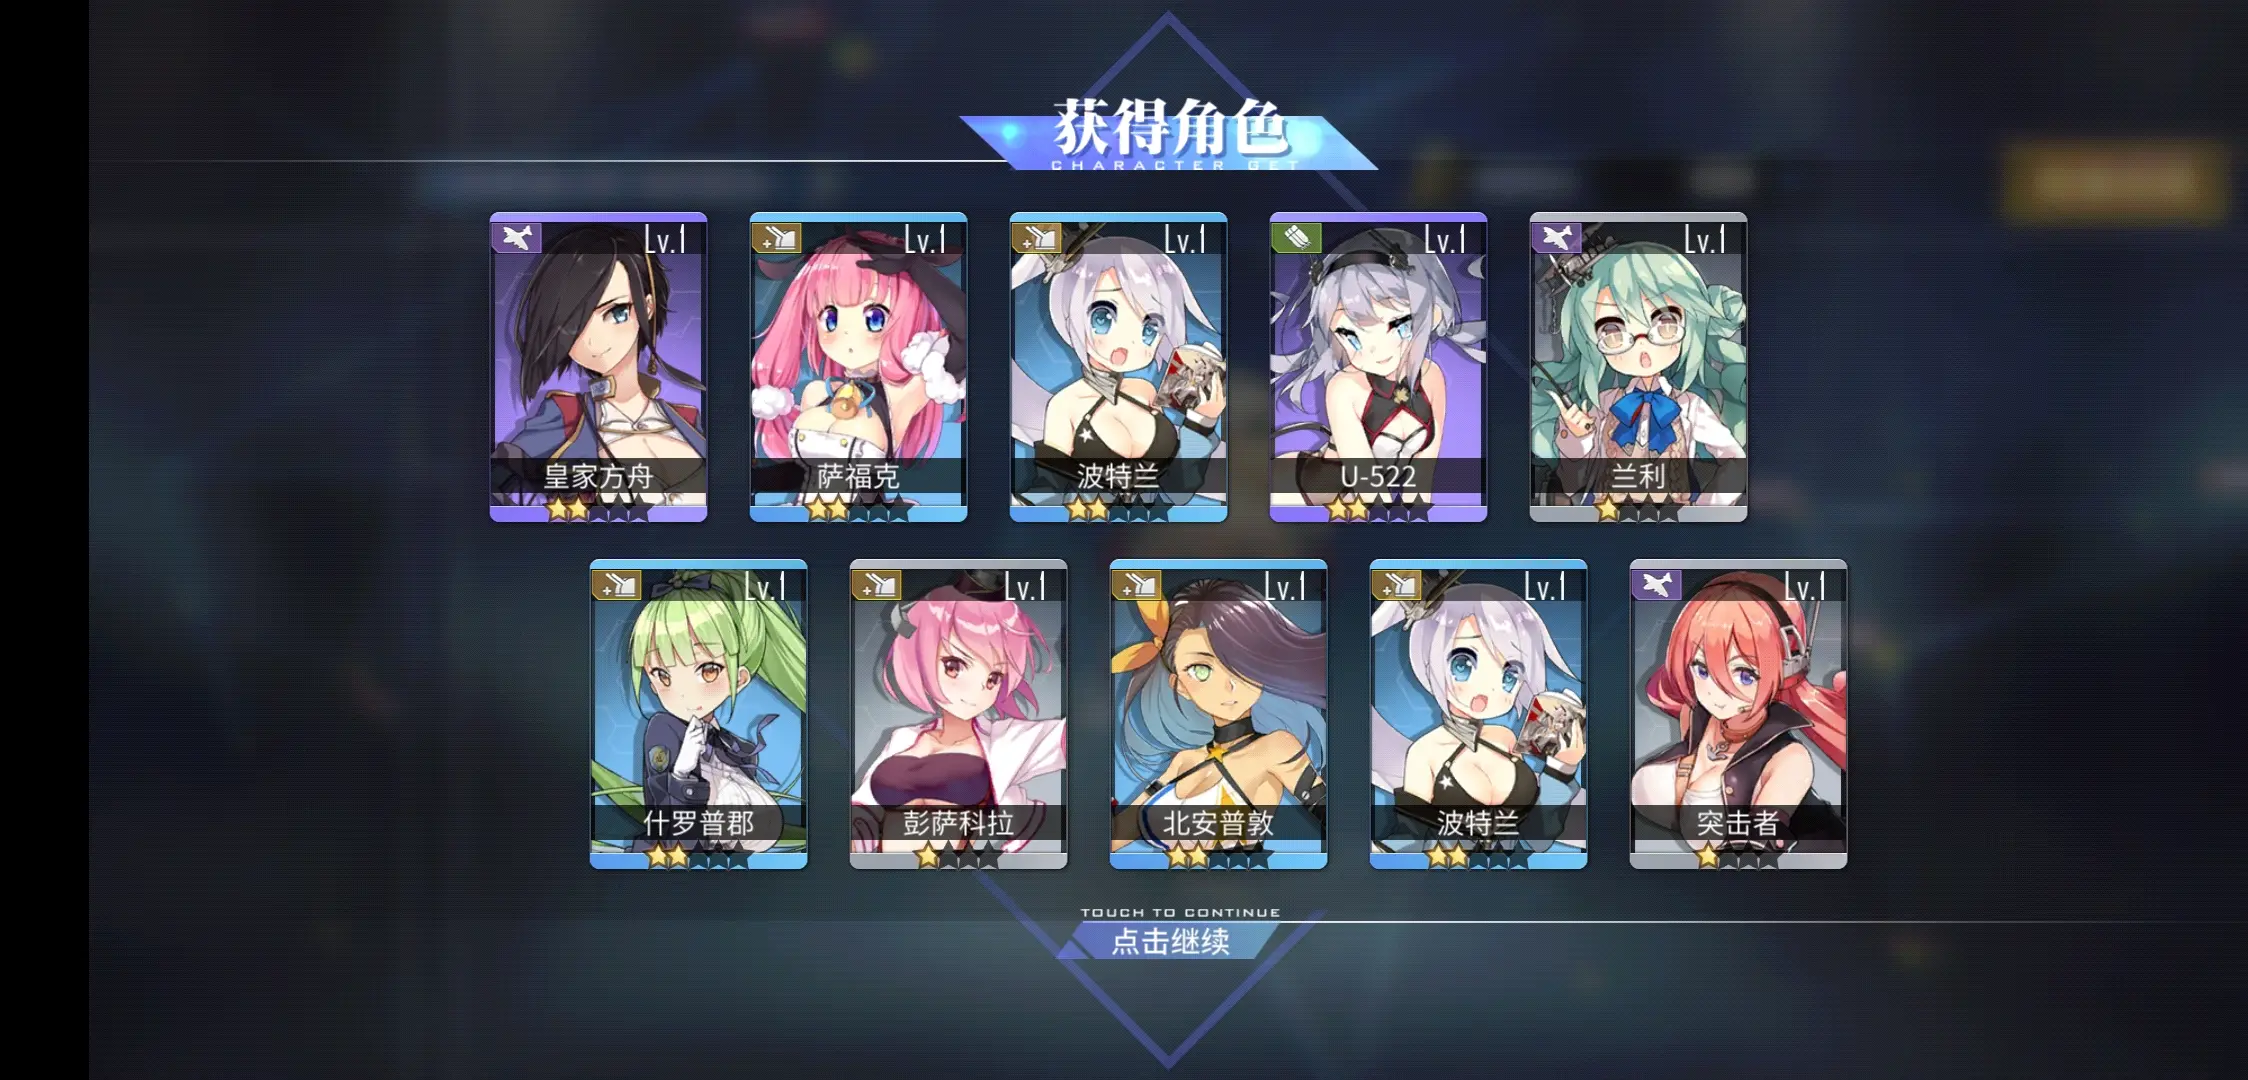 获得角色
CHARACTER GET
Lv.1
Lv.1
Lv.1
Lv.1
Lv.1
皇家方舟
萨福克
波特兰
U-522
兰利
Lv.1
Lv.1
Lv.1
Lv.1
Lv.1
什罗普郡
彭萨科拉
北安普敦
波特兰
突击者
TOUCH TO CONTINUE
点击继续